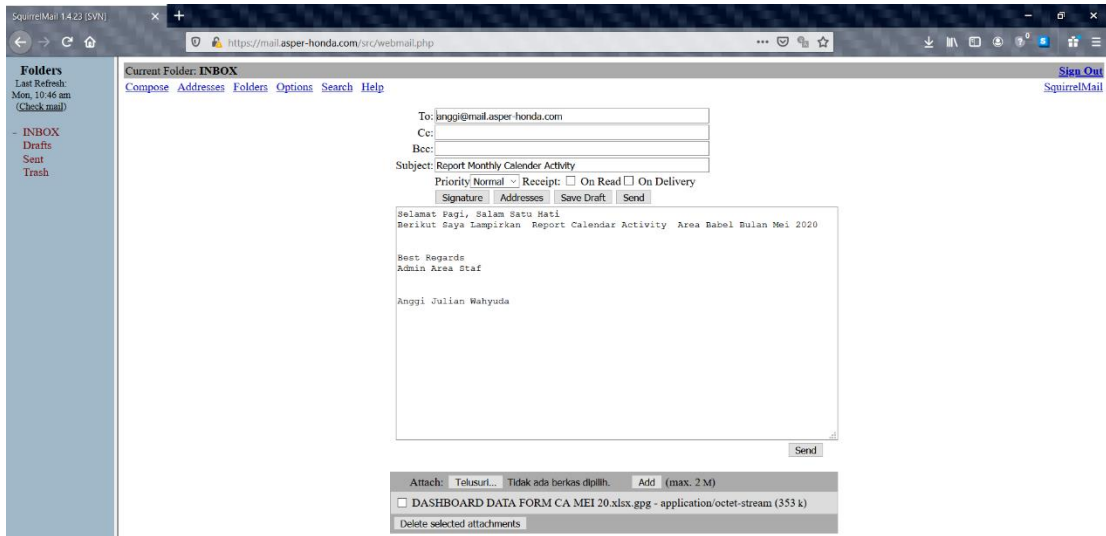 SquirrelMail 1.4.23 [SVN]
https://mail.asper-honda.com/src/webmail.php
Folders
Last Refresh:
Mon, 10:46 am
(Check mail)
- INBOX
Drafts
Sent
Trash
Current Folder: INBOX
Sign Out
Compose Addresses Folders Options Search Help
SquirrelMail
To: anggi@mail.asper-honda.com
Cc:
Bcc:
Subject: Report Monthly Calender Activity
Priority Normal Receipt: On Read On Delivery
Signature Addresses Save Draft Send
Selamat Pagi, Salam Satu Hati
Berikut Saya Lampirkan Report Calendar Activity Area Babel Bulan Mei 2020
Best Regards
Admin Area Staf
Anggi Julian Wahyuda
Send
Attach: Telusuri... Tidak ada berkas dipilih. Add (max. 2 M)
DASHBOARD DATA FORM CA MEI 20.xlsx.gpg - application/octet-stream (353 k)
Delete selected attachments